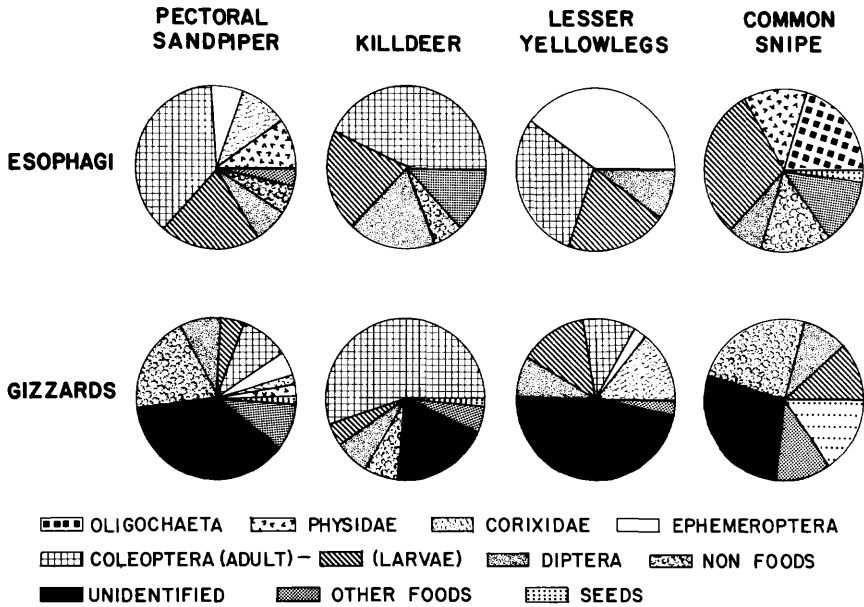 PECTORAL SANDPIPER
KILLDEER
LESSER YELLOWLEGS
COMMON SNIPE
ESOPHAGI
GIZZARDS
OLIGOCHAETA PHYSIDAE CORIXIDAE EPHEMEROPTERA
COLEOPTERA (ADULT) – (LARVAE) DIPTERA NON FOODS
UNIDENTIFIED OTHER FOODS SEEDS